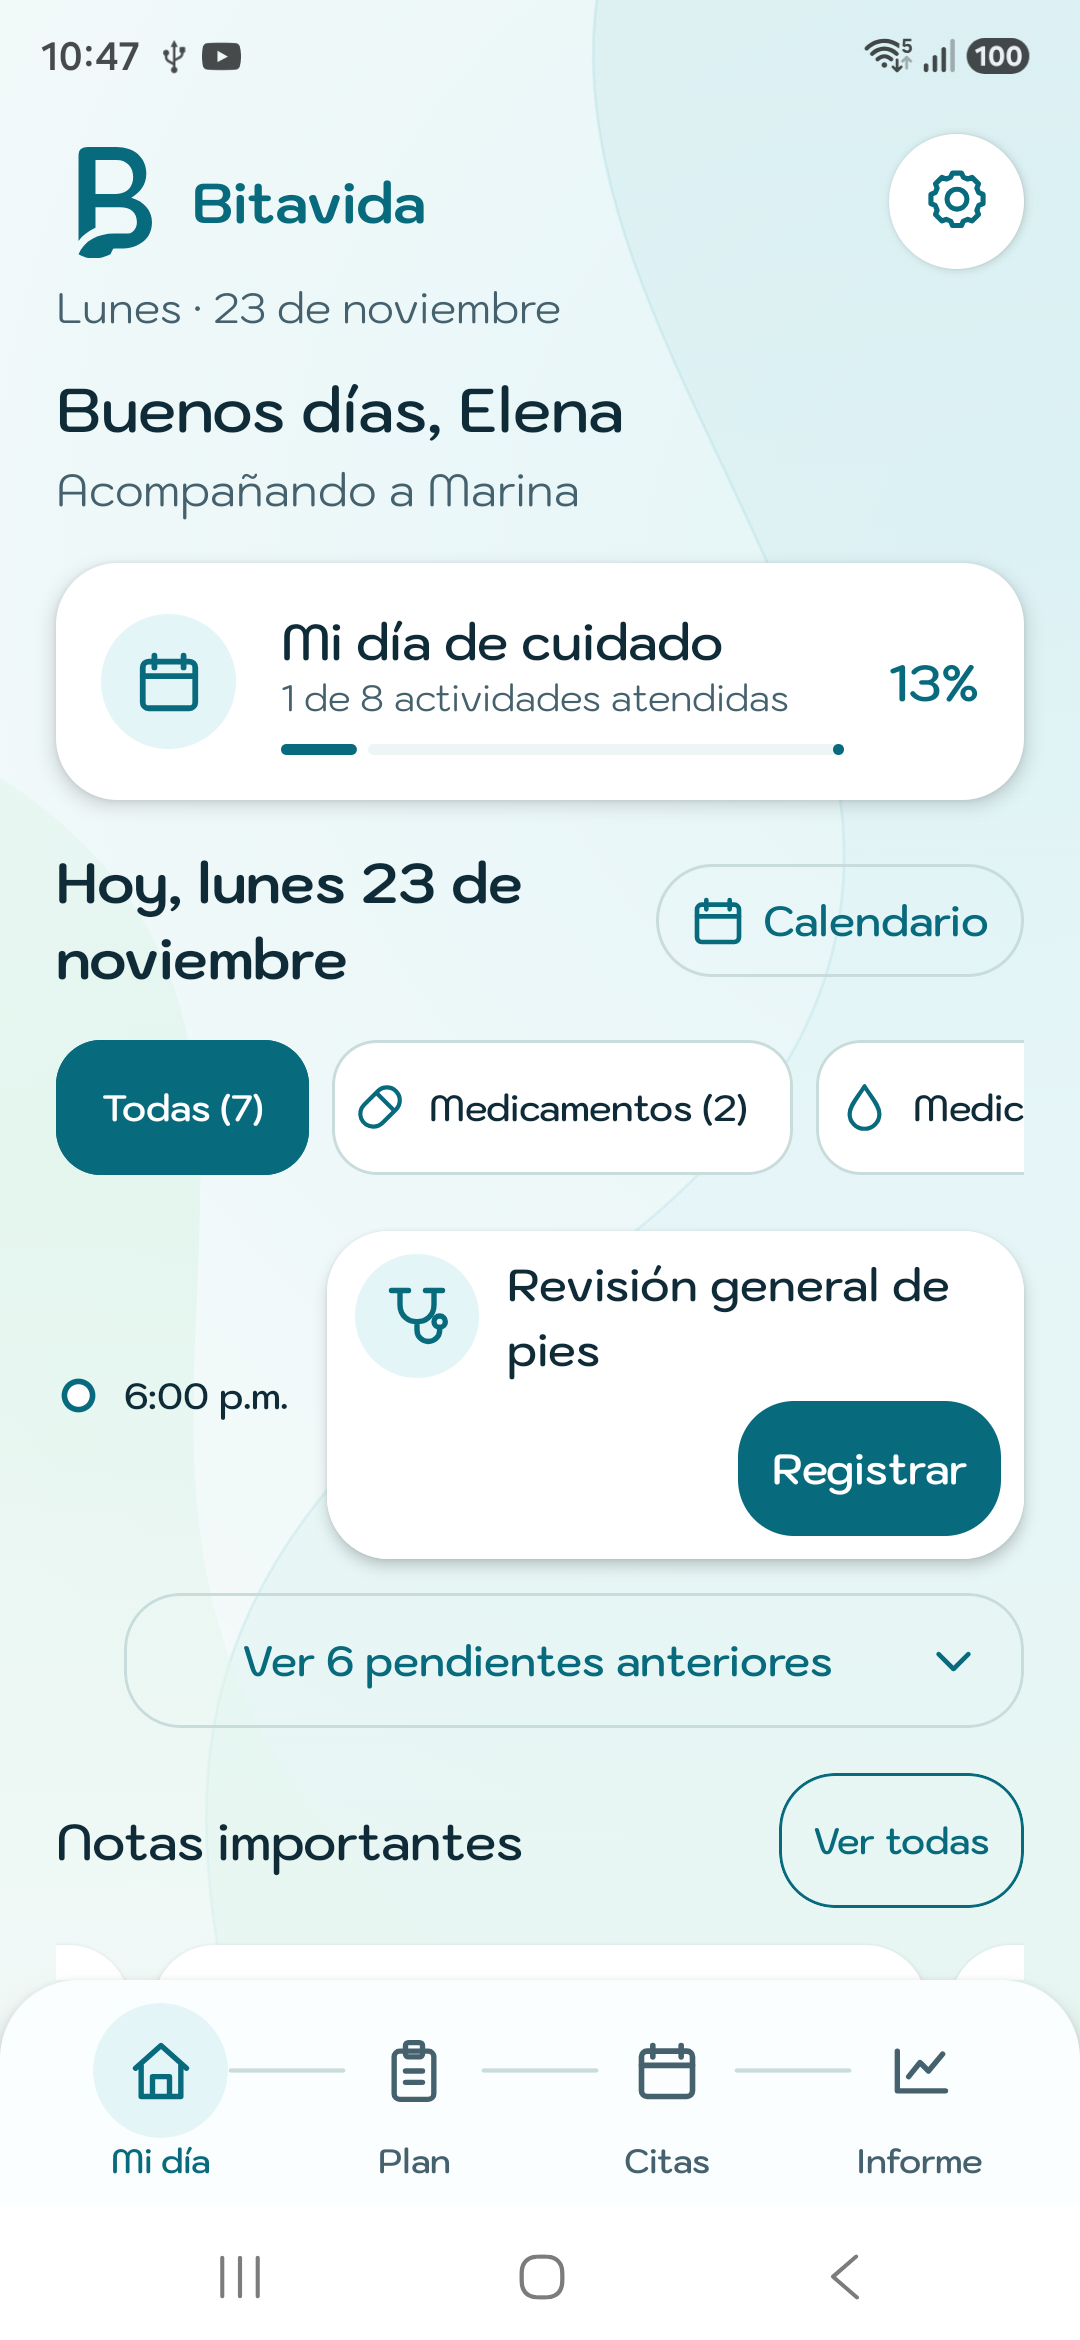 10:47
5
100
Bitavida
Lunes · 23 de noviembre
Buenos días, Elena
Acompañando a Marina
Mi día de cuidado
1 de 8 actividades atendidas
13%
Hoy, lunes 23 de
noviembre
Calendario
Todas (7)
Medicamentos (2)
Medic
Revisión general de
pies
6:00 p.m.
Registrar
Ver 6 pendientes anteriores
Notas importantes
Ver todas
Mi día
Plan
Citas
Informe